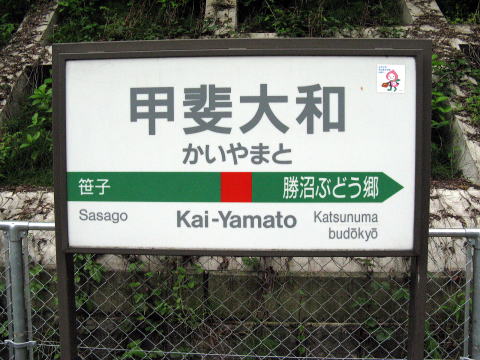 甲斐大和
かいやまと
笹子
勝沼ぶどう郷
Sasago
Kai-Yamato
Katsunuma
budōkyō